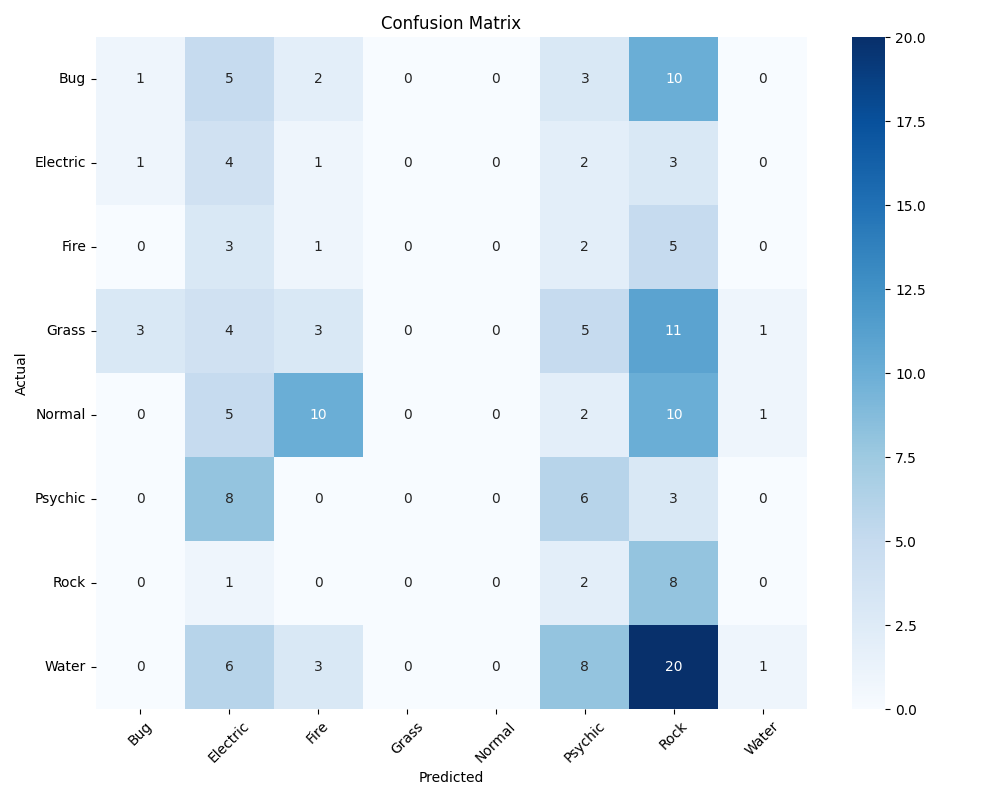 Confusion Matrix
Actual
Bug 1 5 2 0 0 3 10 0
Electric 1 4 1 0 0 2 3 0
Fire 0 3 1 0 0 2 5 0
Grass 3 4 3 0 0 5 11 1
Normal 0 5 10 0 0 2 10 1
Psychic 0 8 0 0 0 6 3 0
Rock 0 1 0 0 0 2 8 0
Water 0 6 3 0 0 8 20 1
Bug Electric Fire Grass Normal Psychic Rock Water
Predicted
20.0
17.5
15.0
12.5
10.0
7.5
5.0
2.5
0.0